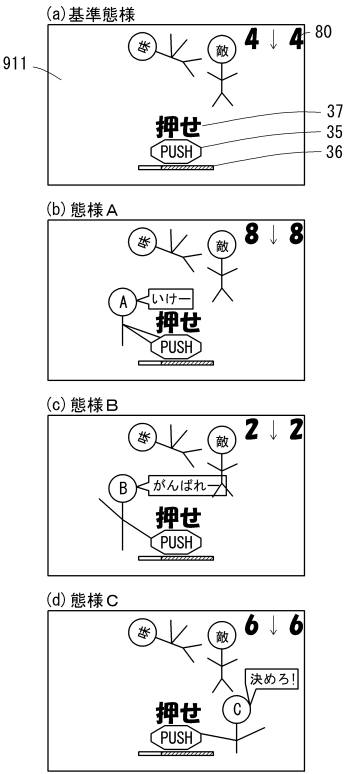 (a)基準態様
味 敵 4 ↓ 4 80
911
押せ 37
PUSH 35
36
(b)態様A
味 敵 8 ↓ 8
A いけー
押せ
PUSH
(c)態様B
味 敵 2 ↓ 2
B がんばれー
押せ
PUSH
(d)態様C
味 敵 6 ↓ 6
決めろ!
押せ C
PUSH